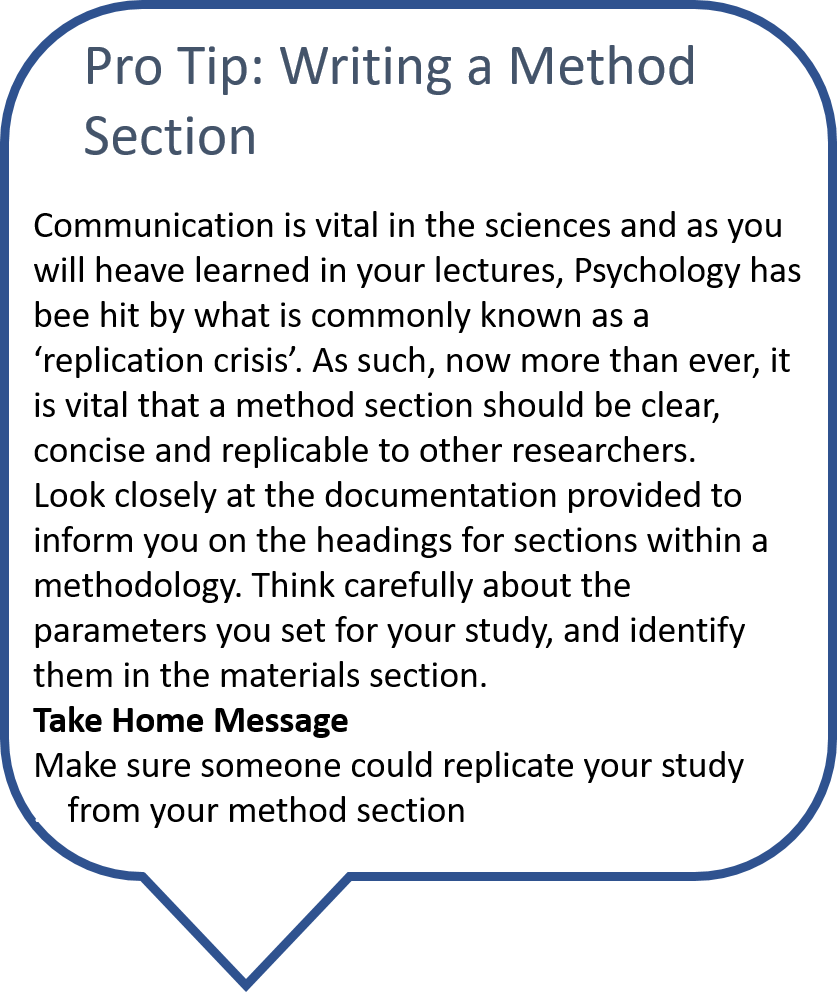 Pro Tip: Writing a Method
Section
Communication is vital in the sciences and as you
will heave learned in your lectures, Psychology has
bee hit by what is commonly known as a
‘replication crisis’. As such, now more than ever, it
is vital that a method section should be clear,
concise and replicable to other researchers.
Look closely at the documentation provided to
inform you on the headings for sections within a
methodology. Think carefully about the
parameters you set for your study, and identify
them in the materials section.
Take Home Message
Make sure someone could replicate your study
from your method section